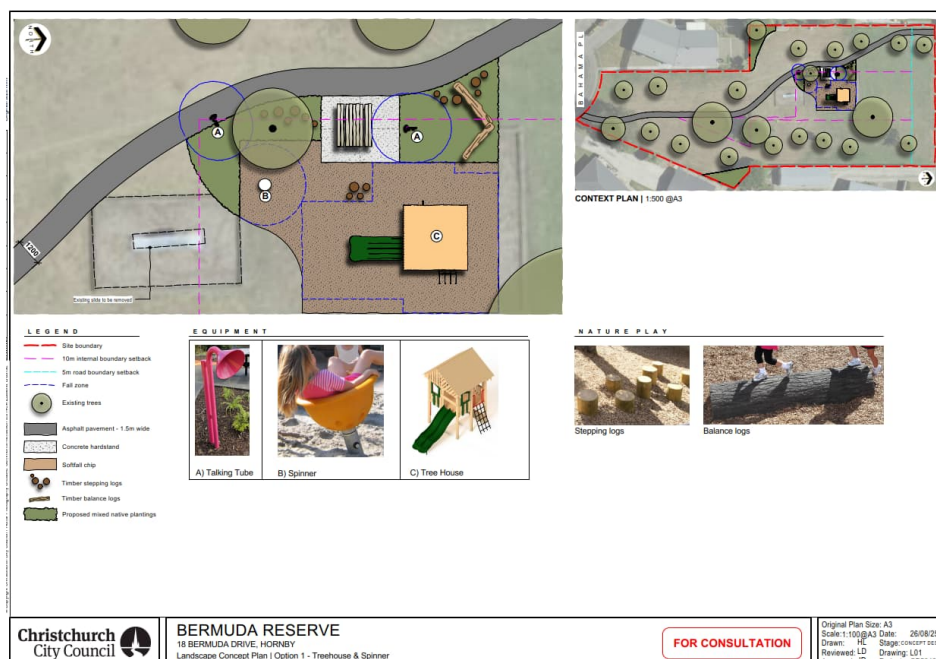 NORTH
A
A
B
C
1200
Existing slide to be removed
BAHAMA PL
CONTEXT PLAN | 1:500 @A3
LEGEND
Site boundary
10m internal boundary setback
5m road boundary setback
Fall zone
Existing trees
Asphalt pavement - 1.5m wide
Concrete hardstand
Softfall chip
Timber stepping logs
Timber balance logs
Proposed mixed native plantings
EQUIPMENT
A) Talking Tube
B) Spinner
C) Tree House
NATURE PLAY
Stepping logs
Balance logs
Christchurch
City Council
BERMUDA RESERVE
18 BERMUDA DRIVE, HORNBY
Landscape Concept Plan | Option 1 - Treehouse & Spinner
FOR CONSULTATION
Original Plan Size: A3
Scale:1:100@A3 Date: 26/08/25
Drawn: HL Stage:CONCEPT DES
Reviewed: LD Drawing: L01